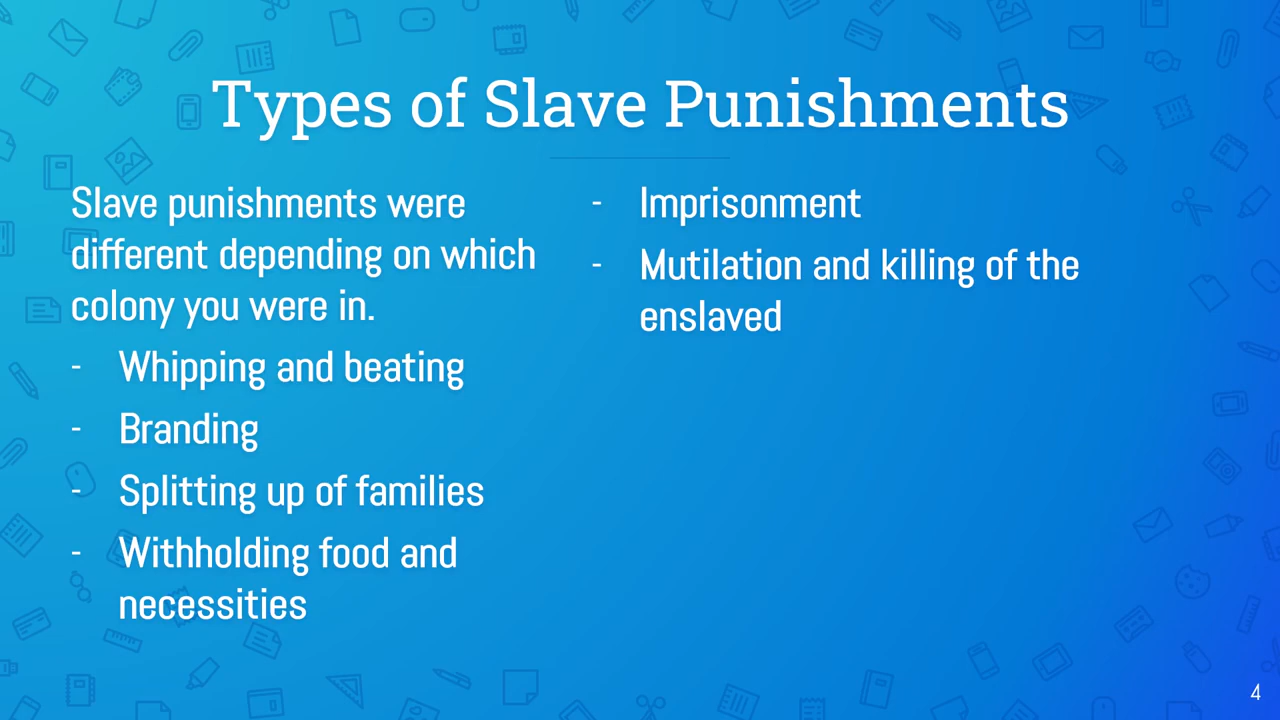 Types of Slave Punishments
Slave punishments were
different depending on which
colony you were in.
- Whipping and beating
- Branding
- Splitting up of families
- Withholding food and
necessities
- Imprisonment
- Mutilation and killing of the
enslaved
4